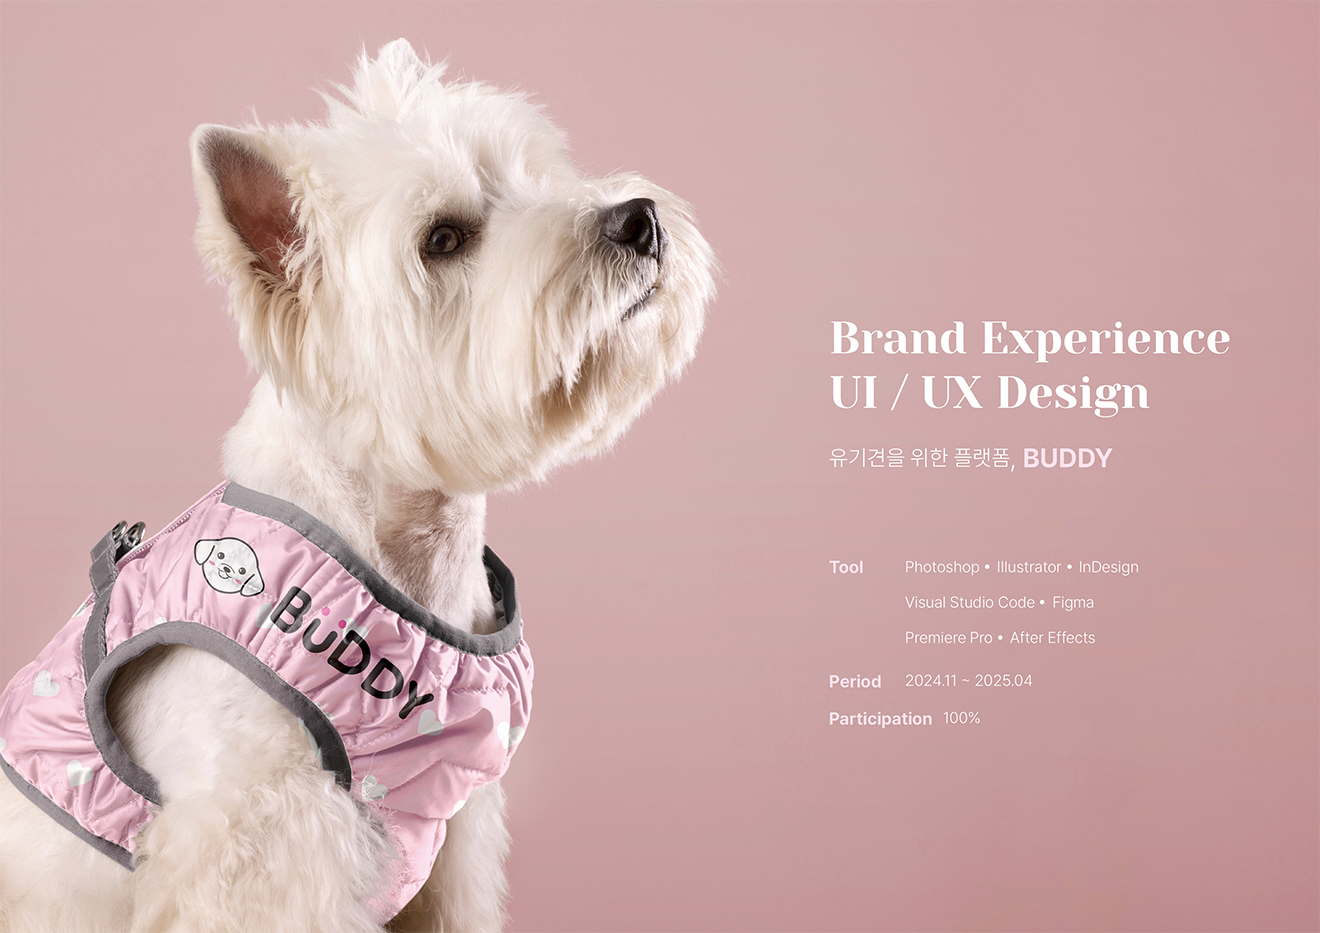 BuDDY
Brand Experience
UI / UX Design
유기견을 위한 플랫폼, BUDDY
Tool Photoshop • Illustrator • InDesign
Visual Studio Code • Figma
Premiere Pro • After Effects
Period 2024.11 ~ 2025.04
Participation 100%